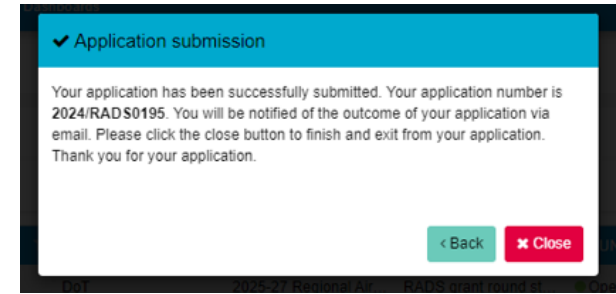 Dashboards
✔ Application submission
Your application has been successfully submitted. Your application number is
2024/RADS0195. You will be notified of the outcome of your application via
email. Please click the close button to finish and exit from your application.
Thank you for your application.
< Back
✖ Close
DoT
2025-27 Regional Air...
RADS grant round st...